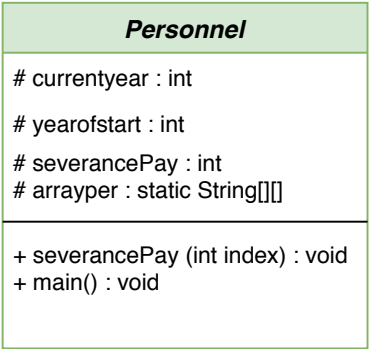 Personnel
# currentyear : int
# yearofstart : int
# severancePay : int
# arrayper : static String[][]
+ severancePay (int index) : void
+ main() : void